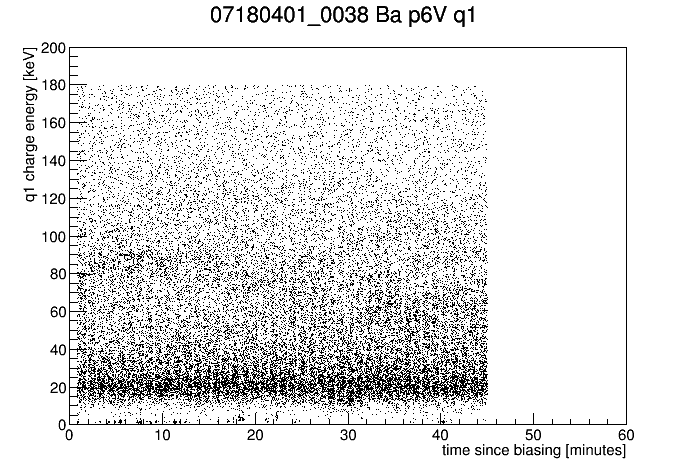 07180401_0038 Ba p6V q1
q1 charge energy [keV]
200
180
160
140
120
100
80
60
40
20
0
0 10 20 30 40 50 60
time since biasing [minutes]